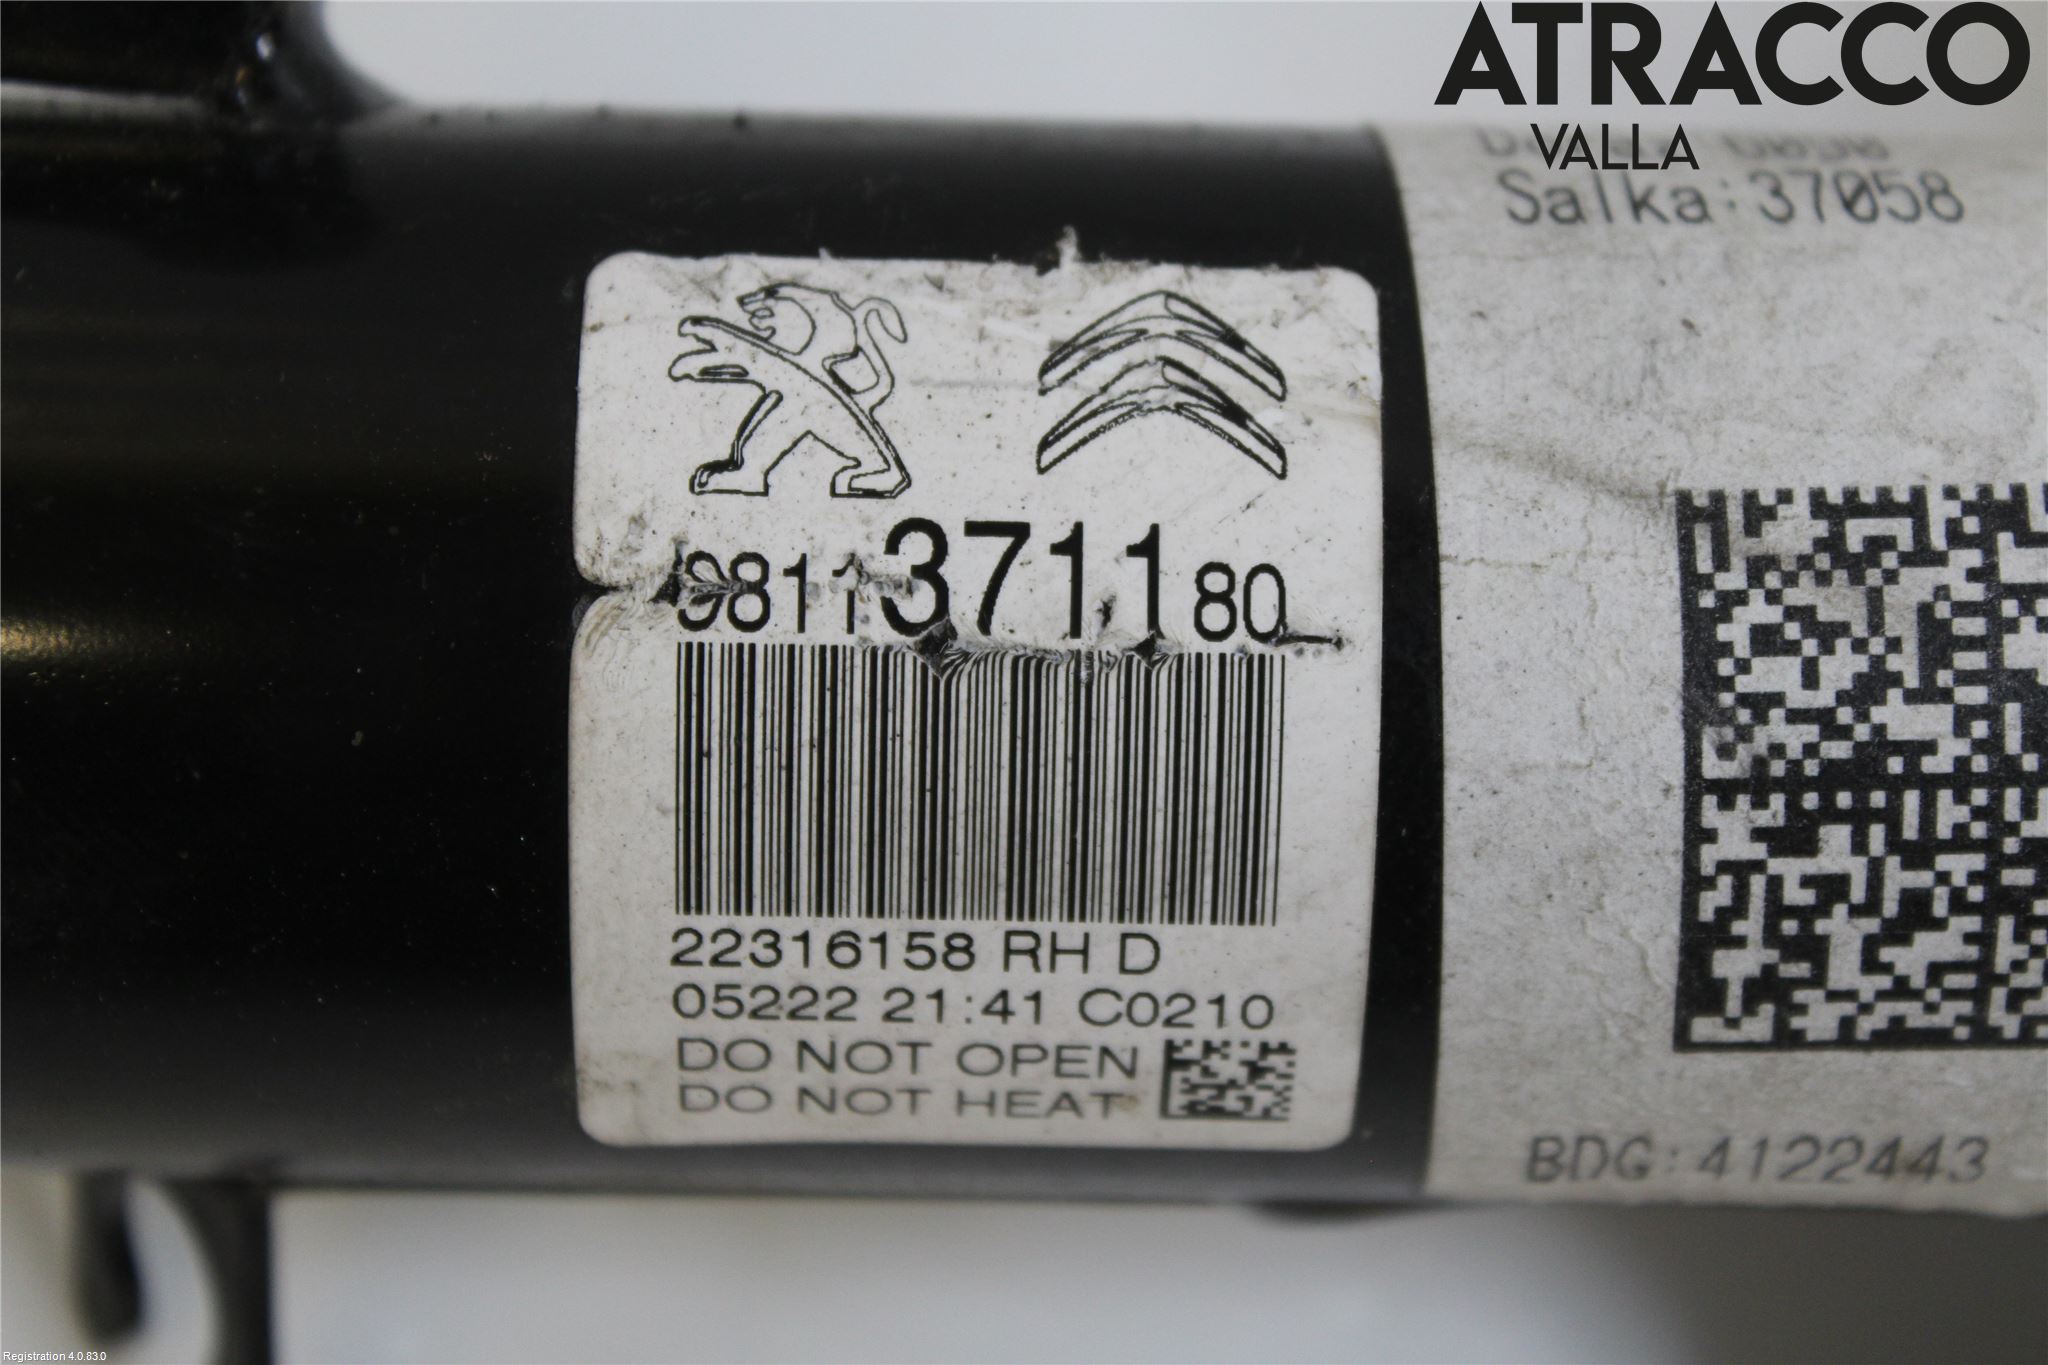 ATRACCO
VALLA
Salka:37058
9811371180
22316158 RH D
05222 21:41 C0210
DO NOT OPEN
DO NOT HEAT
BDG:4122443
Registration 4.0.83.0